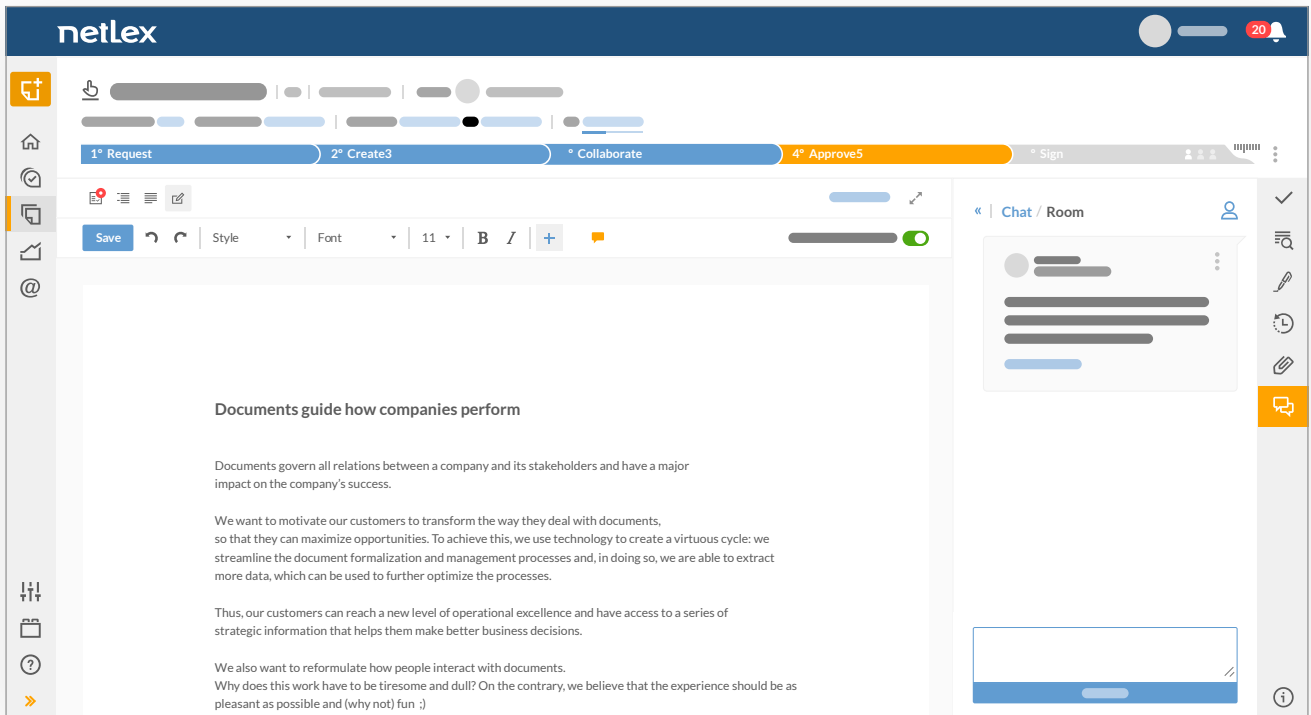 netlex
20
1° Request
2° Create3
° Collaborate
4° Approve5
° Sign
« Chat / Room
Save
Style
Font
11
B
I
+
Documents guide how companies perform
Documents govern all relations between a company and its stakeholders and have a major
impact on the company's success.
We want to motivate our customers to transform the way they deal with documents,
so that they can maximize opportunities. To achieve this, we use technology to create a virtuous cycle: we
streamline the document formalization and management processes and, in doing so, we are able to extract
more data, which can be used to further optimize the processes.
Thus, our customers can reach a new level of operational excellence and have access to a series of
strategic information that helps them make better business decisions.
We also want to reformulate how people interact with documents.
Why does this work have to be tiresome and dull? On the contrary, we believe that the experience should be as
pleasant as possible and (why not) fun ;)